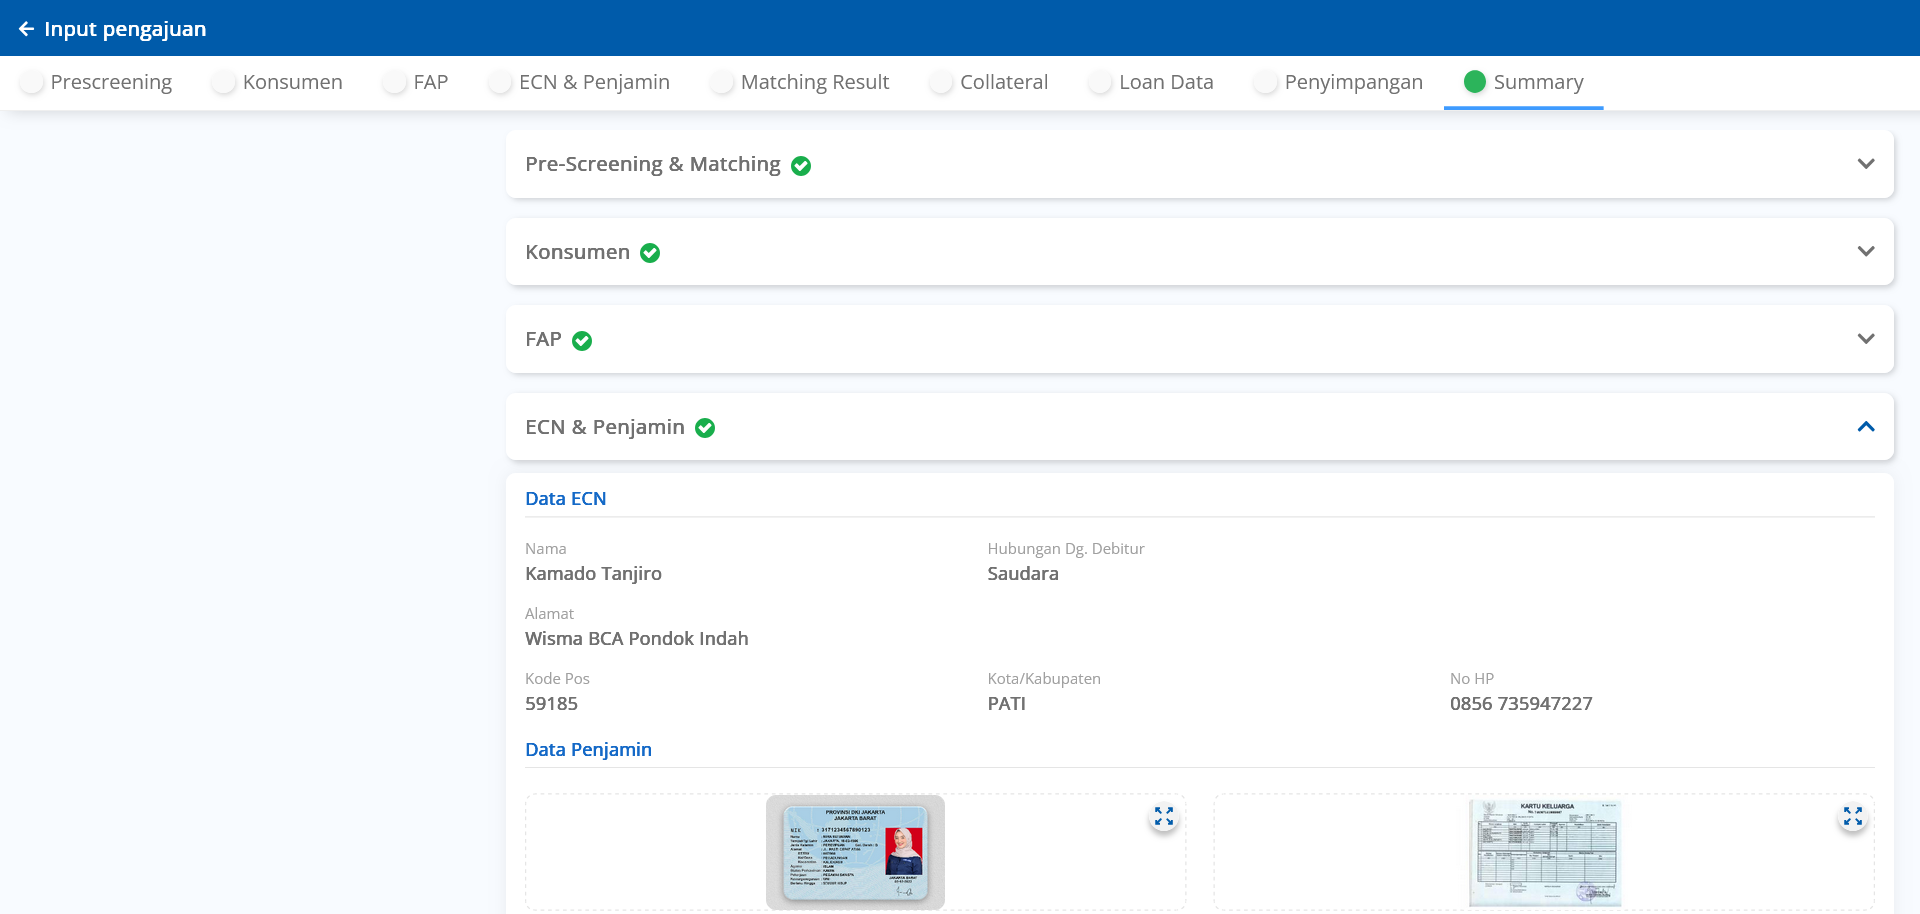 Input pengajuan
Prescreening
Konsumen
FAP
ECN & Penjamin
Matching Result
Collateral
Loan Data
Penyimpangan
Summary
Pre-Screening & Matching
Konsumen
FAP
ECN & Penjamin
Data ECN
Nama
Hubungan Dg. Debitur
Kamado Tanjiro
Saudara
Alamat
Wisma BCA Pondok Indah
Kode Pos
Kota/Kabupaten
No HP
59185
PATI
0856 735947227
Data Penjamin
PROVINSI DKI JAKARTA
JAKARTA BARAT
NIK : 3171234567890123
KARTU KELUARGA